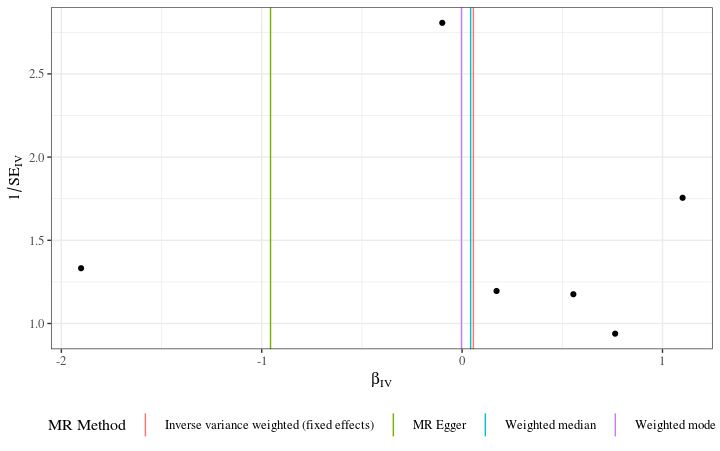 2.5
2.0
1.5
1.0
1/SE_IV
-2 -1 0 1
β_IV
MR Method Inverse variance weighted (fixed effects) MR Egger Weighted median Weighted mode